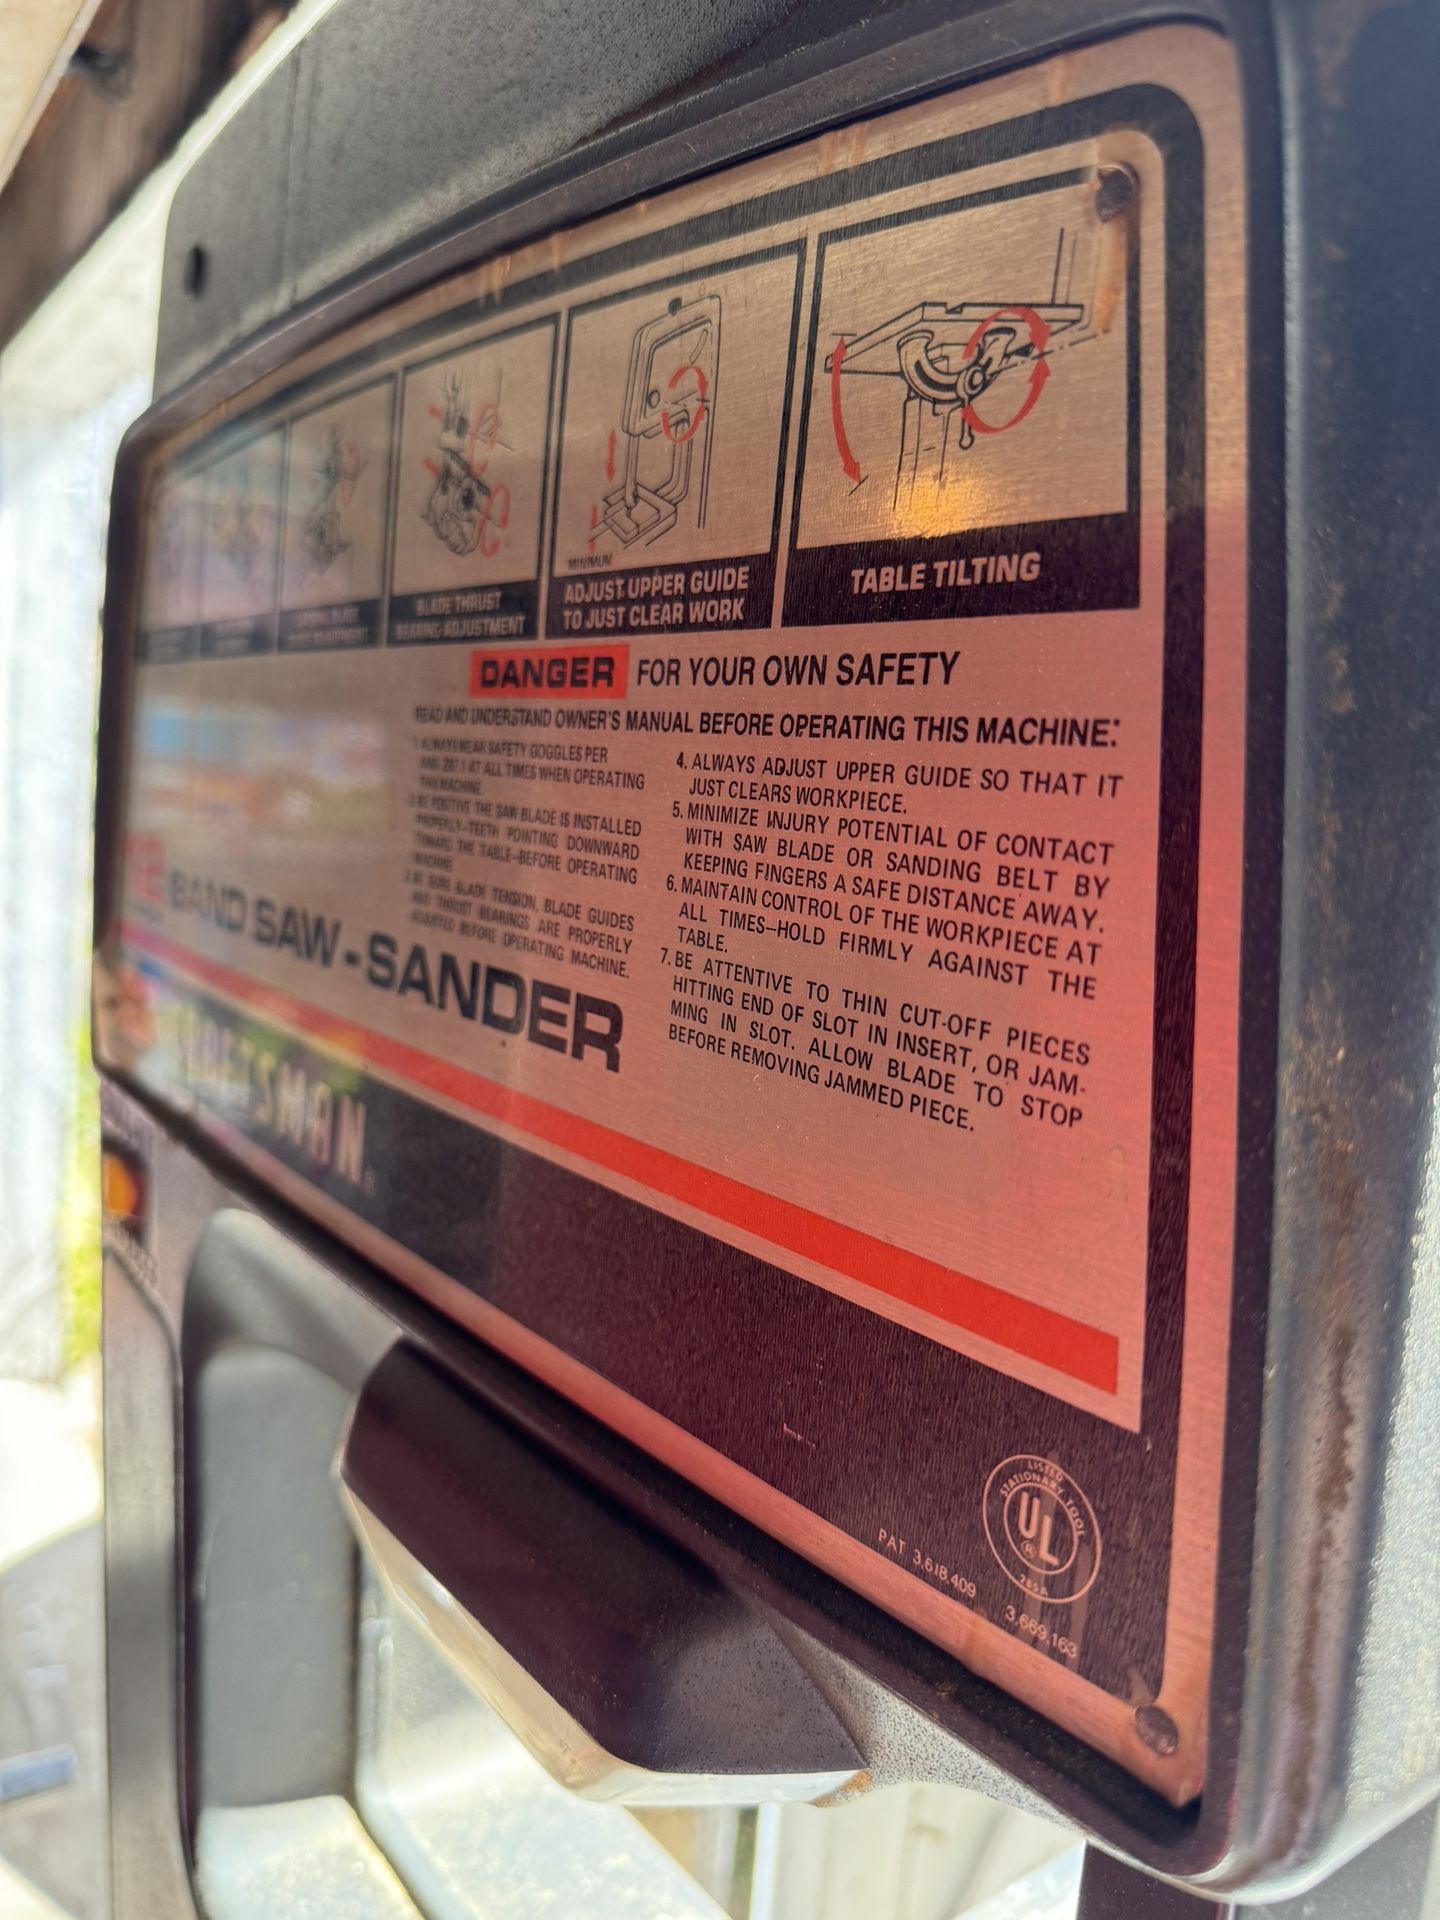 MINIMUM
BLADE THRUST
BEARING ADJUSTMENT
ADJUST UPPER GUIDE
TO JUST CLEAR WORK
TABLE TILTING
DANGER FOR YOUR OWN SAFETY
READ AND UNDERSTAND OWNER'S MANUAL BEFORE OPERATING THIS MACHINE:
1. ALWAYS WEAR SAFETY GOGGLES PER
ANSI Z87.1 AT ALL TIMES WHEN OPERATING
THIS MACHINE.
2. BE POSITIVE THE SAW BLADE IS INSTALLED
PROPERLY—TEETH POINTING DOWNWARD
TOWARD THE TABLE—BEFORE OPERATING
MACHINE.
3. BE SURE BLADE TENSION, BLADE GUIDES
AND THRUST BEARINGS ARE PROPERLY
ADJUSTED BEFORE OPERATING MACHINE.
4. ALWAYS ADJUST UPPER GUIDE SO THAT IT
JUST CLEARS WORKPIECE.
5. MINIMIZE INJURY POTENTIAL OF CONTACT
WITH SAW BLADE OR SANDING BELT BY
KEEPING FINGERS A SAFE DISTANCE AWAY.
6. MAINTAIN CONTROL OF THE WORKPIECE AT
ALL TIMES—HOLD FIRMLY AGAINST THE
TABLE.
7. BE ATTENTIVE TO THIN CUT-OFF PIECES
HITTING END OF SLOT IN INSERT, OR JAM-
MING IN SLOT. ALLOW BLADE TO STOP
BEFORE REMOVING JAMMED PIECE.
12 BAND SAW-SANDER
CRAFTSMAN
LISTED
STATIONARY TOOL
UL
®
285A
PAT 3,618,409 3,669,163